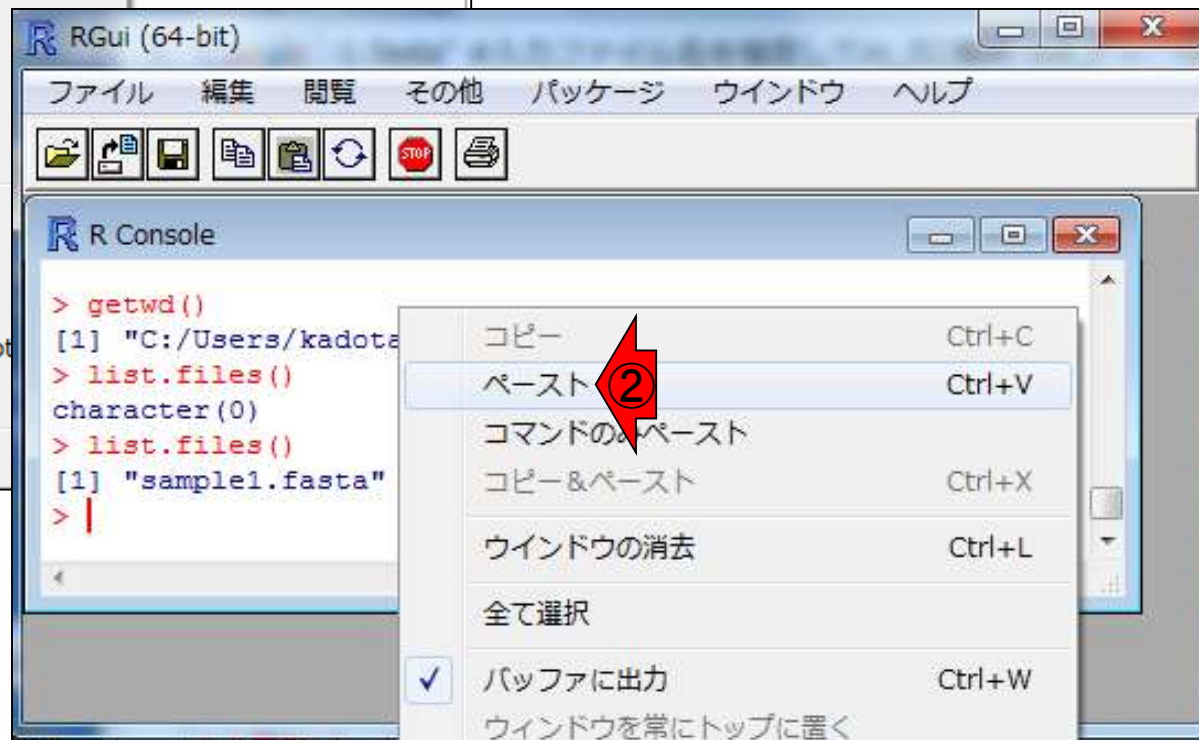 RGui (64-bit)
ファイル 編集 閲覧 その他 パッケージ ウインドウ ヘルプ
STOP
R Console
> getwd()
[1] "C:/Users/kadota
> list.files()
character(0)
> list.files()
[1] "sample1.fasta"
>
コピー Ctrl+C
ペースト Ctrl+V
②
コマンドのみペースト
コピー&ペースト Ctrl+X
ウインドウの消去 Ctrl+L
全て選択
バッファに出力 Ctrl+W
ウィンドウを常にトップに置く